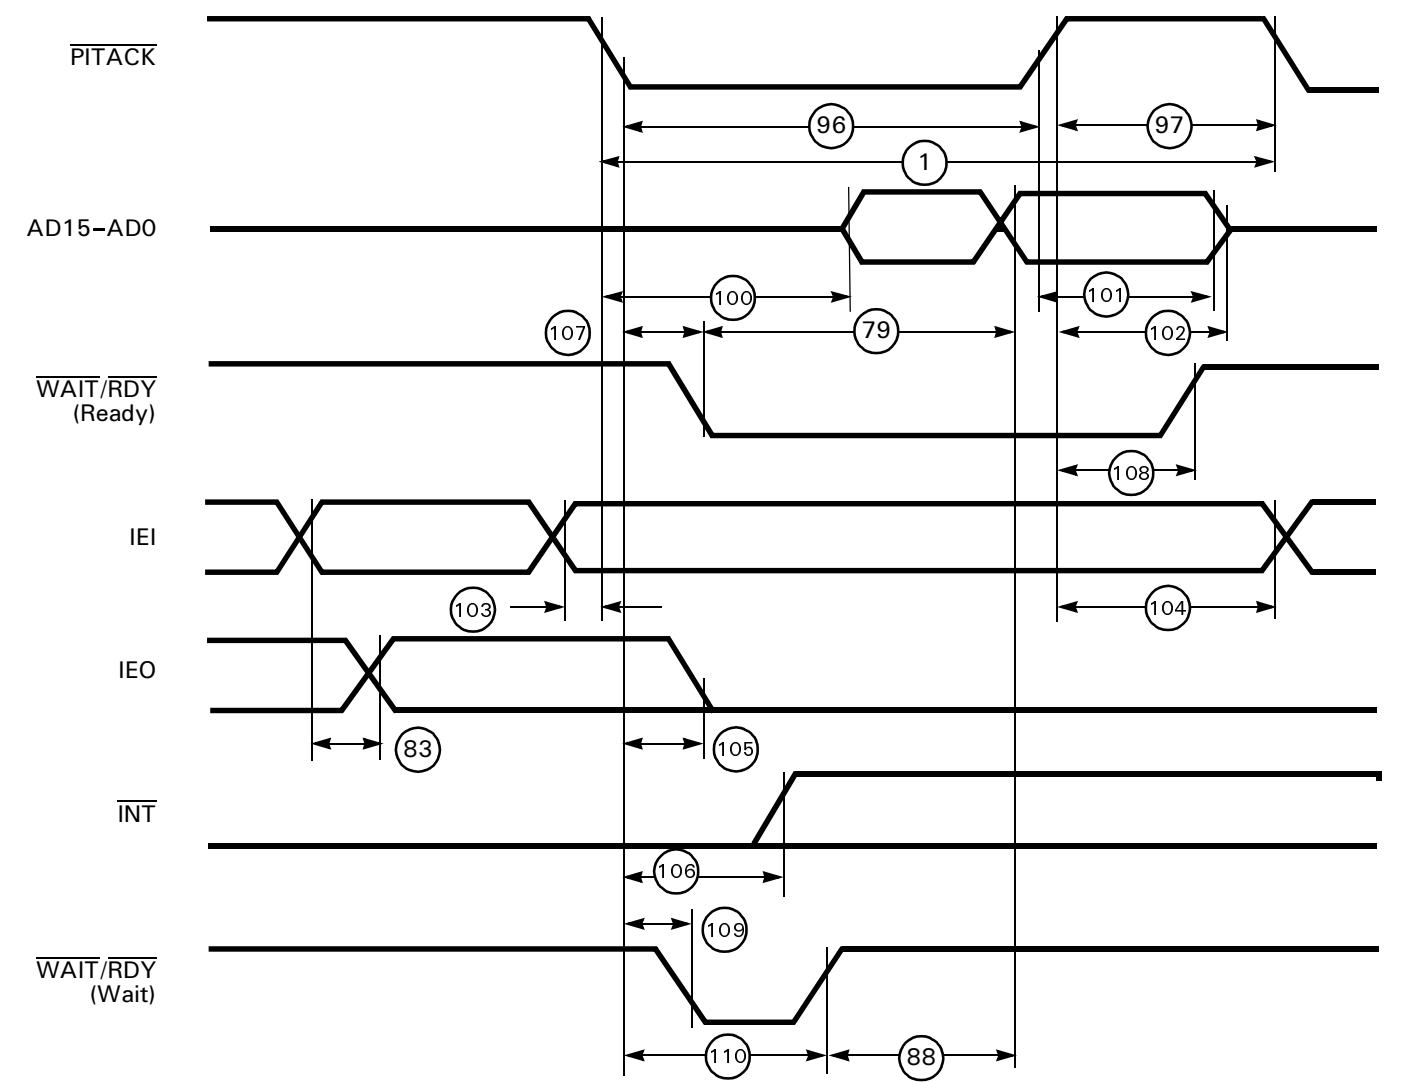 PITACK
96
97
1
AD15–AD0
100
101
107
79
102
WAIT/RDY
(Ready)
108
IEI
103
104
IEO
83
105
INT
106
109
WAIT/RDY
(Wait)
110
88